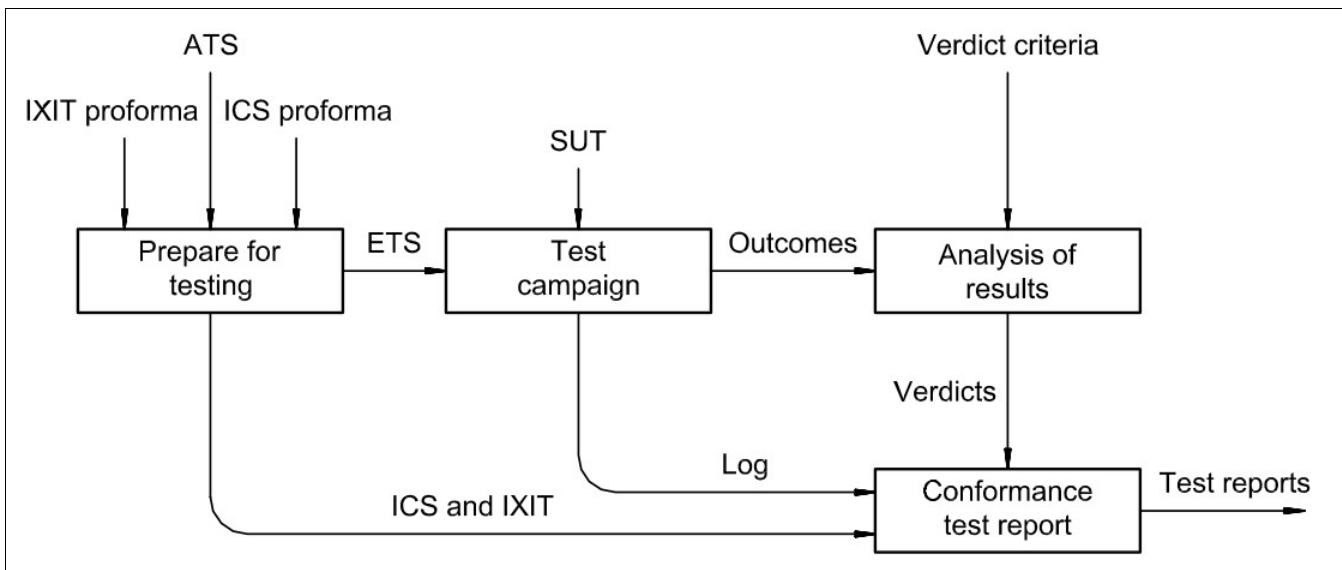 ATS
Verdict criteria
IXIT proforma
ICS proforma
SUT
Prepare for
testing
ETS
Test
campaign
Outcomes
Analysis of
results
Verdicts
Log
ICS and IXIT
Conformance
test report
Test reports